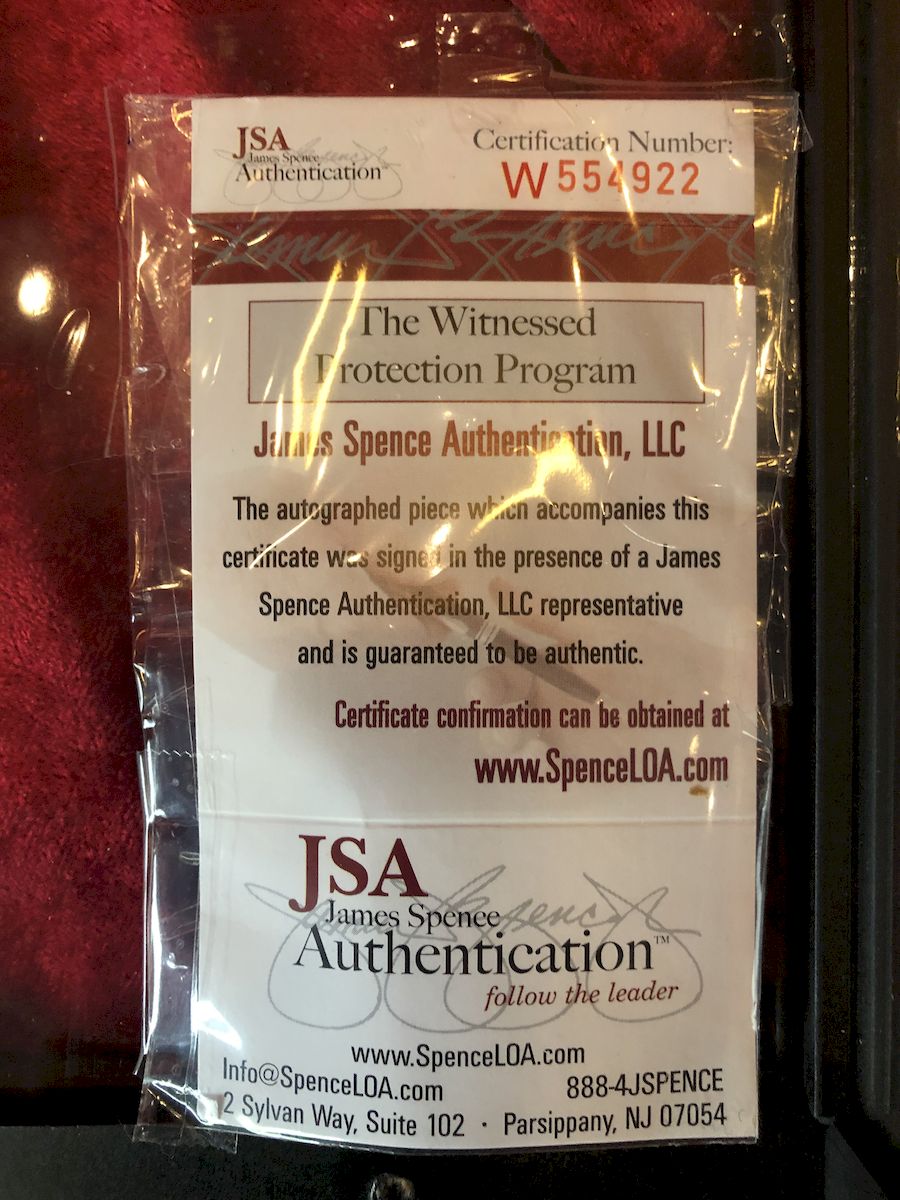 JSA
James Spence
Authentication
Certification Number:
W554922
The Witnessed
Protection Program
James Spence Authentication, LLC
The autographed piece which accompanies this
certificate was signed in the presence of a James
Spence Authentication, LLC representative
and is guaranteed to be authentic.
Certificate confirmation can be obtained at
www.SpenceLOA.com
JSA
James Spence
Authentication™
follow the leader
www.SpenceLOA.com
Info@SpenceLOA.com 888-4JSPENCE
2 Sylvan Way, Suite 102 · Parsippany, NJ 07054